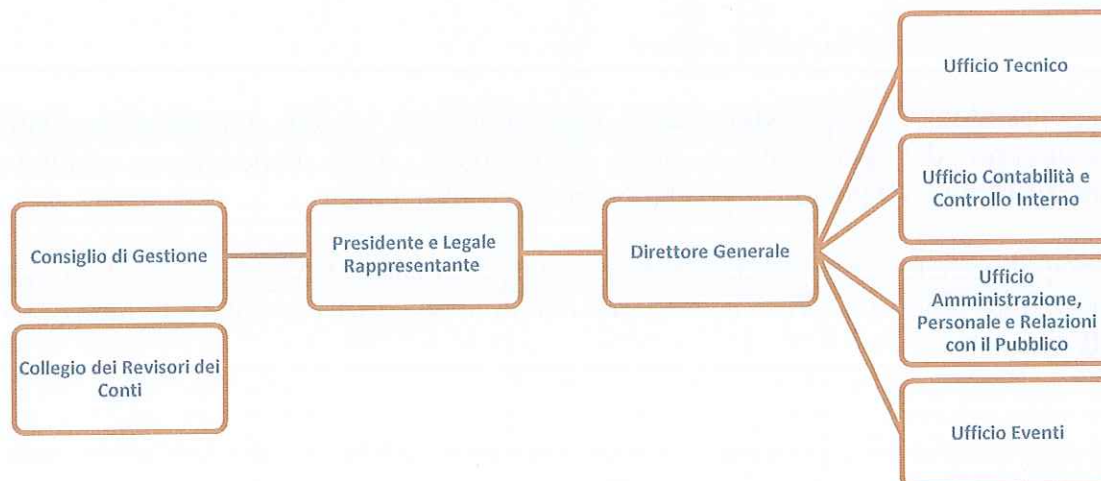 Consiglio di Gestione
Collegio dei Revisori dei
Conti
Presidente e Legale
Rappresentante
Direttore Generale
Ufficio Tecnico
Ufficio Contabilità e
Controllo Interno
Ufficio
Amministrazione,
Personale e Relazioni
con il Pubblico
Ufficio Eventi